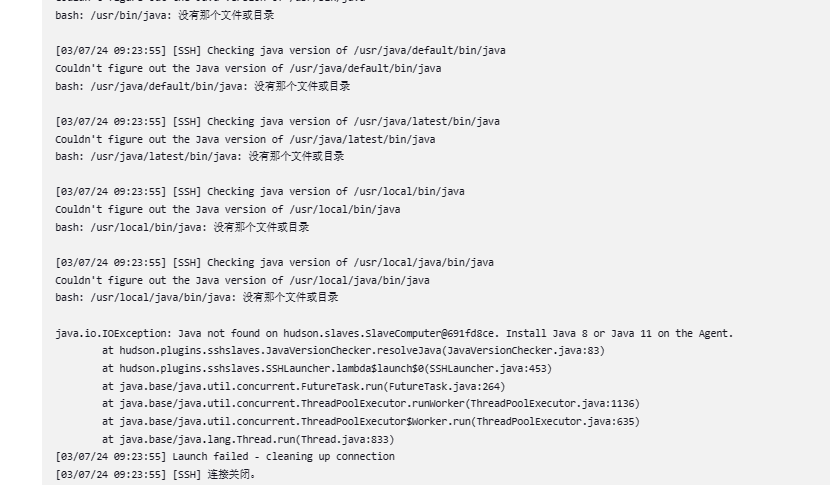 bash: /usr/bin/java: 没有那个文件或目录
[03/07/24 09:23:55] [SSH] Checking java version of /usr/java/default/bin/java
Couldn't figure out the Java version of /usr/java/default/bin/java
bash: /usr/java/default/bin/java: 没有那个文件或目录
[03/07/24 09:23:55] [SSH] Checking java version of /usr/java/latest/bin/java
Couldn't figure out the Java version of /usr/java/latest/bin/java
bash: /usr/java/latest/bin/java: 没有那个文件或目录
[03/07/24 09:23:55] [SSH] Checking java version of /usr/local/bin/java
Couldn't figure out the Java version of /usr/local/bin/java
bash: /usr/local/bin/java: 没有那个文件或目录
[03/07/24 09:23:55] [SSH] Checking java version of /usr/local/java/bin/java
Couldn't figure out the Java version of /usr/local/java/bin/java
bash: /usr/local/java/bin/java: 没有那个文件或目录
java.io.IOException: Java not found on hudson.slaves.SlaveComputer@691fd8ce. Install Java 8 or Java 11 on the Agent.
at hudson.plugins.sshslaves.JavaVersionChecker.resolveJava(JavaVersionChecker.java:83)
at hudson.plugins.sshslaves.SSHLauncher.lambda$launch$0(SSHLauncher.java:453)
at java.base/java.util.concurrent.FutureTask.run(FutureTask.java:264)
at java.base/java.util.concurrent.ThreadPoolExecutor.runWorker(ThreadPoolExecutor.java:1136)
at java.base/java.util.concurrent.ThreadPoolExecutor$Worker.run(ThreadPoolExecutor.java:635)
at java.base/java.lang.Thread.run(Thread.java:833)
[03/07/24 09:23:55] Launch failed - cleaning up connection
[03/07/24 09:23:55] [SSH] 连接关闭。